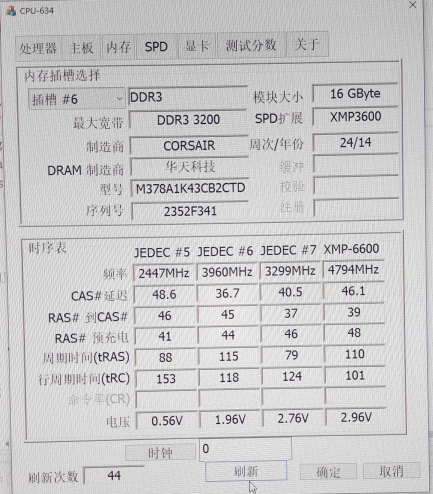 CPU-634
处理器 主板 内存 SPD 显卡 测试分数 关于
内存插槽选择
插槽 #6 DDR3 模块大小 16 GByte
最大宽带 DDR3 3200 SPD扩展 XMP3600
制造商 CORSAIR 周次/年份 24/14
DRAM 制造商 华天科技 缓冲
型号 M378A1K43CB2CTD 校验
序列号 2352F341 注册
时序表
JEDEC #5 JEDEC #6 JEDEC #7 XMP-6600
频率 2447MHz 3960MHz 3299MHz 4794MHz
CAS#延迟 48.6 36.7 40.5 46.1
RAS# 到CAS# 46 45 37 39
RAS# 预充电 41 44 46 48
周期时间(tRAS) 88 115 79 110
行周期时间(tRC) 153 118 124 101
命令率(CR)
电压 0.56V 1.96V 2.76V 2.96V
时钟 0
刷新次数 44 刷新 确定 取消